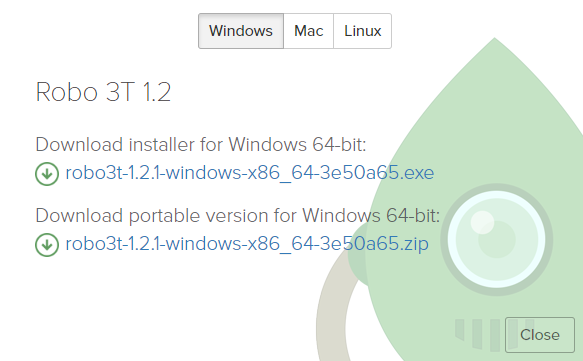 Windows Mac Linux
Robo 3T 1.2
Download installer for Windows 64-bit:
robo3t-1.2.1-windows-x86_64-3e50a65.exe
Download portable version for Windows 64-bit:
robo3t-1.2.1-windows-x86_64-3e50a65.zip
Close